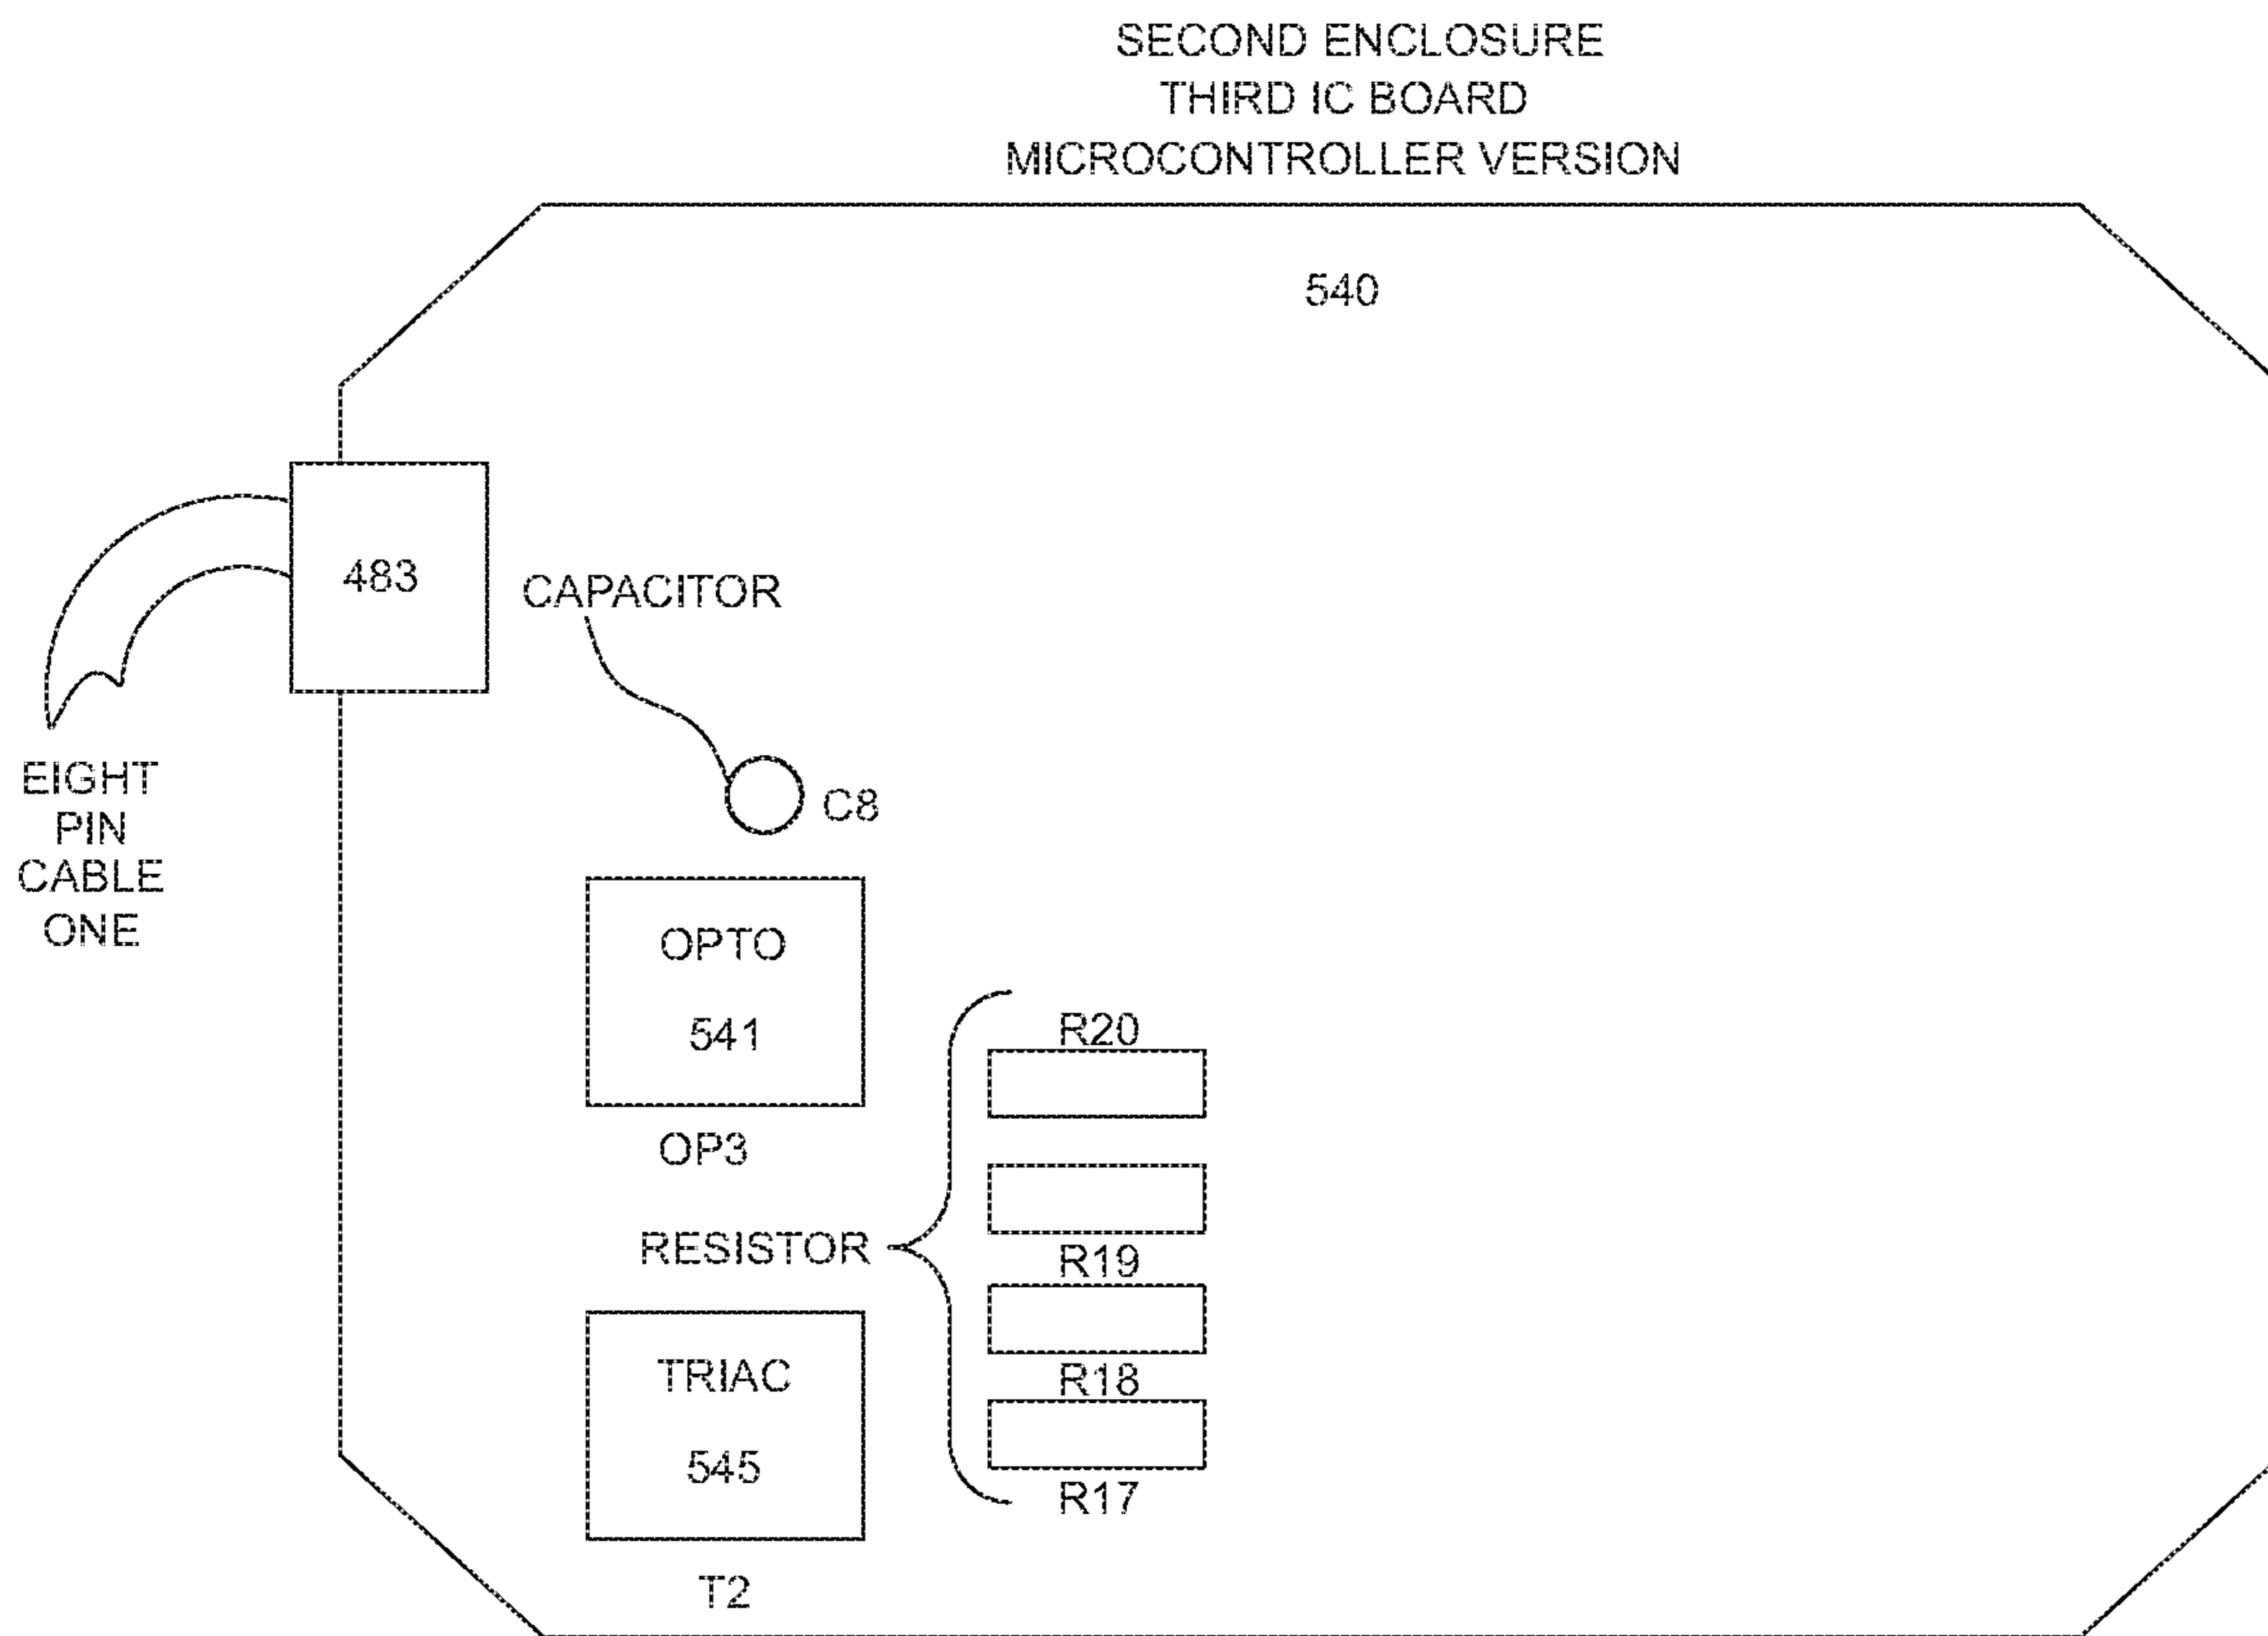 SECOND ENCLOSURE
THIRD IC BOARD
MICROCONTROLLER VERSION
540
483
CAPACITOR
EIGHT
PIN
CABLE
ONE
C8
OPTO
541
OP3
RESISTOR
R20
R19
R18
R17
TRIAC
545
T2